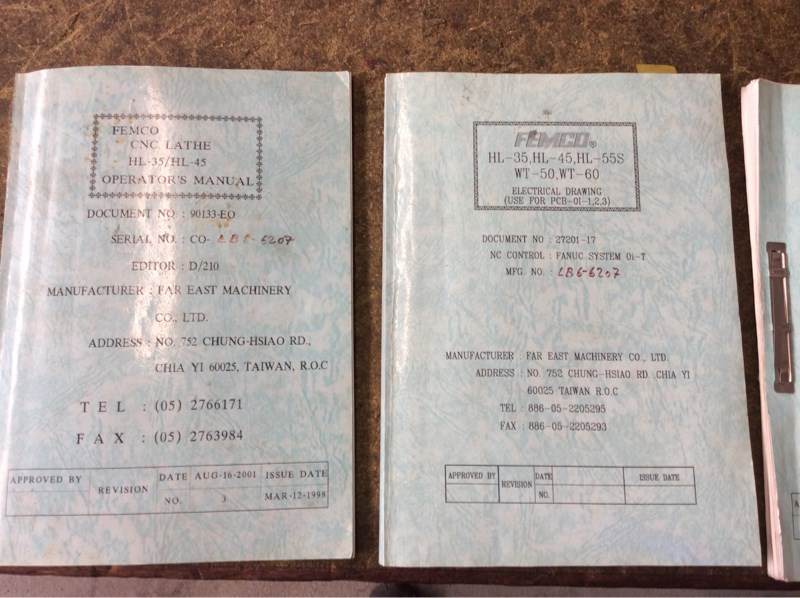 FEMCO
CNC LATHE
HL-35/HL-45
OPERATOR'S MANUAL
DOCUMENT NO. : 90133-EO
SERIAL NO. : CO- LB6-6207
EDITOR : D/210
MANUFACTURER : FAR EAST MACHINERY
CO., LTD.
ADDRESS : NO. 752 CHUNG-HSIAO RD.,
CHIA YI 60025, TAIWAN, R.O.C
TEL : (05) 2766171
FAX : (05) 2763984
APPROVED BY REVISION DATE AUG-16-2001 ISSUE DATE
NO. 3 MAR-12-1998
FEMCO®
HL-35,HL-45,HL-55S
WT-50,WT-60
ELECTRICAL DRAWING
(USE FOR PCB-01-1,2,3)
DOCUMENT NO : 27201-17
NC CONTROL : FANUC SYSTEM 0i-T
MFG. NO. : LB6-6207
MANUFACTURER : FAR EAST MACHINERY CO., LTD.
ADDRESS : NO. 752 CHUNG-HSIAO RD. CHIA YI
60025 TAIWAN R.O.C
TEL : 886-05-2205295
FAX : 886-05-2205293
APPROVED BY REVISION DATE ISSUE DATE
NO.